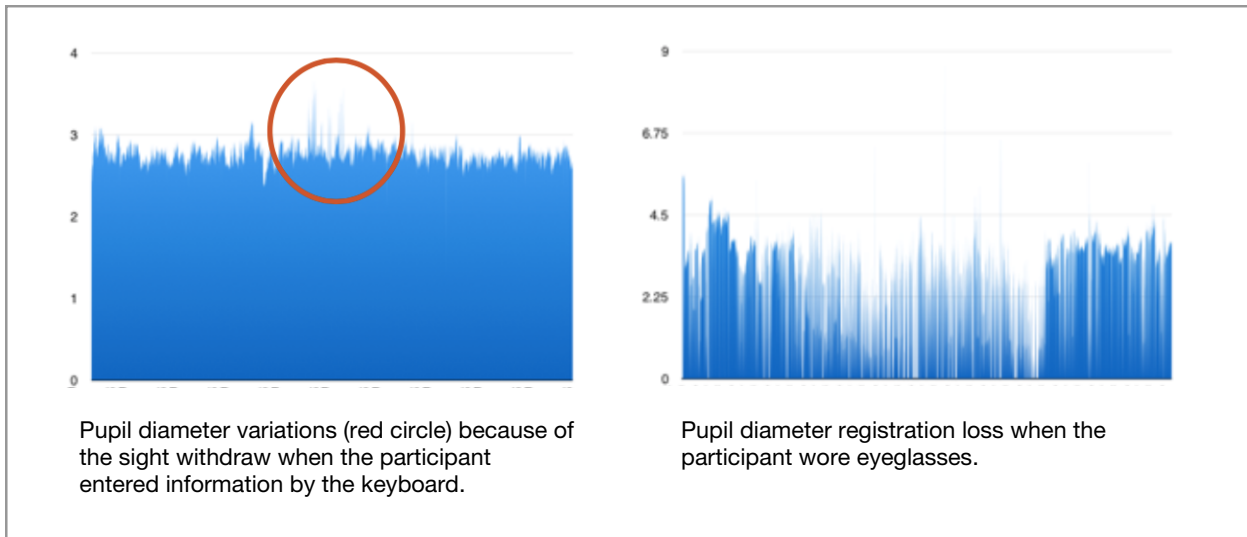 4
3
2
1
0
Pupil diameter variations (red circle) because of
the sight withdraw when the participant
entered information by the keyboard.
9
6.75
4.5
2.25
0
Pupil diameter registration loss when the
participant wore eyeglasses.